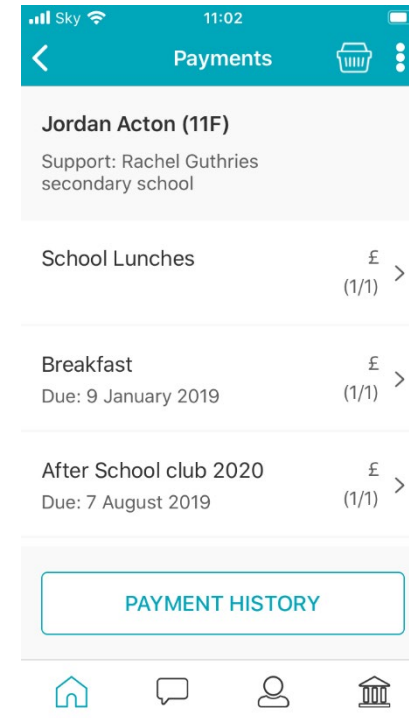 Sky 11:02
Payments
Jordan Acton (11F)
Support: Rachel Guthries
secondary school
School Lunches £
(1/1)
Breakfast £
Due: 9 January 2019 (1/1)
After School club 2020 £
Due: 7 August 2019 (1/1)
PAYMENT HISTORY